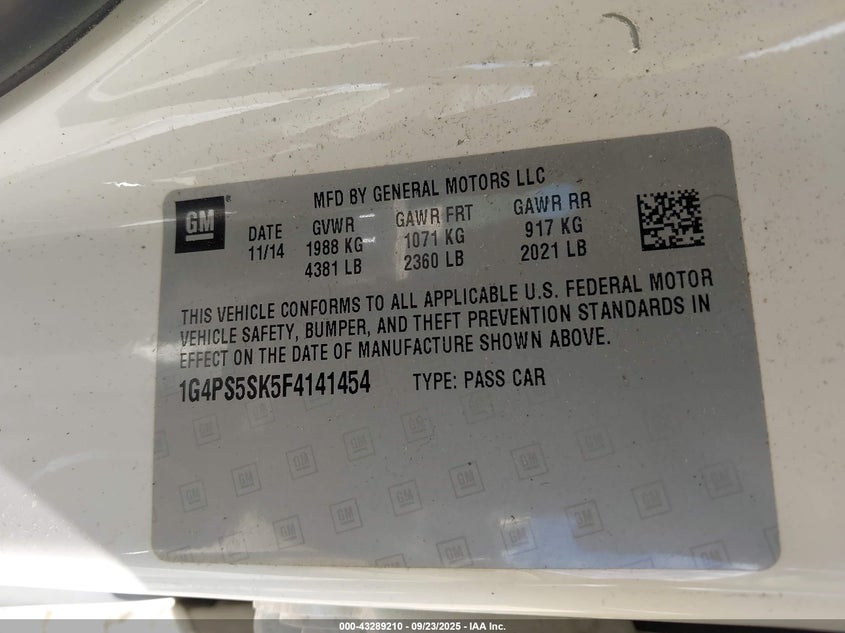 MFD BY GENERAL MOTORS LLC
GM®
DATE GVWR GAWR FRT GAWR RR
11/14 1988 KG 1071 KG 917 KG
4381 LB 2360 LB 2021 LB
THIS VEHICLE CONFORMS TO ALL APPLICABLE U.S. FEDERAL MOTOR
VEHICLE SAFETY, BUMPER, AND THEFT PREVENTION STANDARDS IN
EFFECT ON THE DATE OF MANUFACTURE SHOWN ABOVE.
1G4PS5SK5F4141454 TYPE: PASS CAR
000-43289210 - 09/23/2025 - IAA Inc.